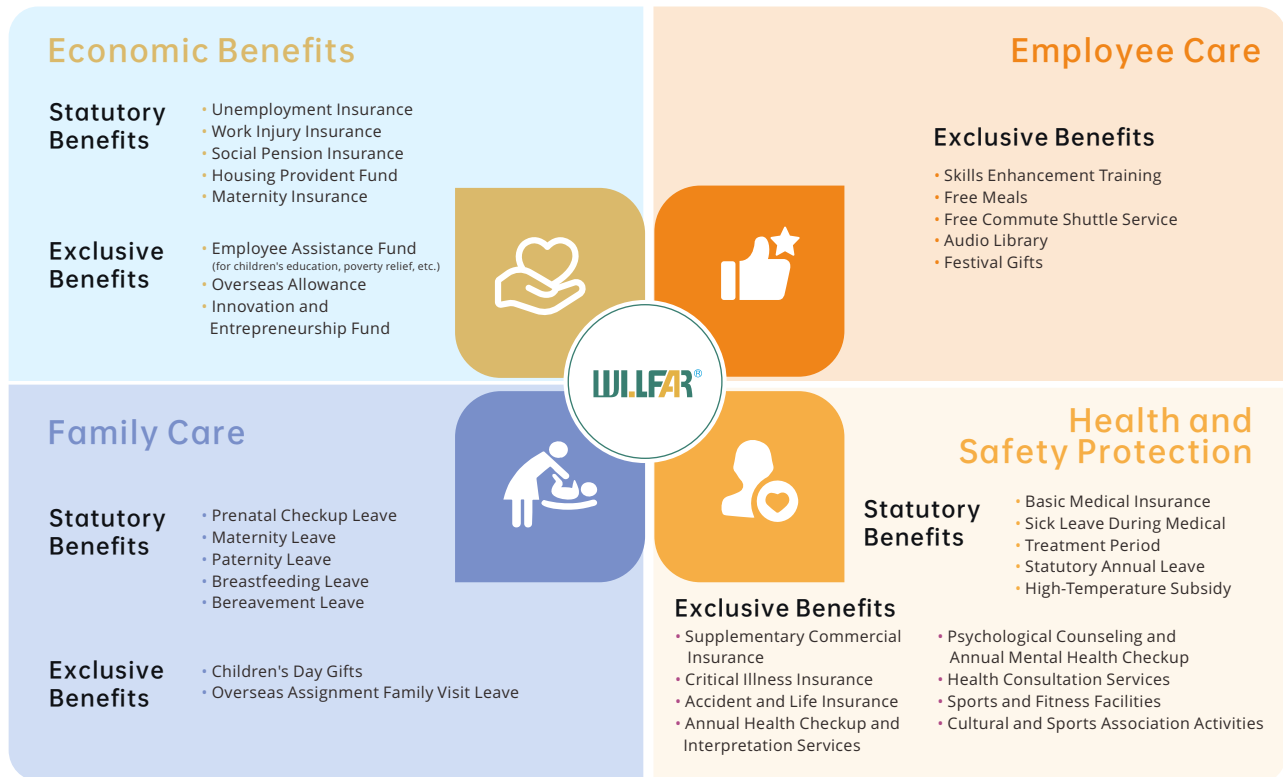 Economic Benefits
Statutory
Benefits
• Unemployment Insurance
• Work Injury Insurance
• Social Pension Insurance
• Housing Provident Fund
• Maternity Insurance
Exclusive
Benefits
• Employee Assistance Fund
(for children's education, poverty relief, etc.)
• Overseas Allowance
• Innovation and
Entrepreneurship Fund
Employee Care
Exclusive Benefits
• Skills Enhancement Training
• Free Meals
• Free Commute Shuttle Service
• Audio Library
• Festival Gifts
WILLFAR®
Family Care
Statutory
Benefits
• Prenatal Checkup Leave
• Maternity Leave
• Paternity Leave
• Breastfeeding Leave
• Bereavement Leave
Exclusive
Benefits
• Children's Day Gifts
• Overseas Assignment Family Visit Leave
Health and
Safety Protection
Statutory
Benefits
• Basic Medical Insurance
• Sick Leave During Medical
• Treatment Period
• Statutory Annual Leave
• High-Temperature Subsidy
Exclusive Benefits
• Supplementary Commercial
Insurance
• Critical Illness Insurance
• Accident and Life Insurance
• Annual Health Checkup and
Interpretation Services
• Psychological Counseling and
Annual Mental Health Checkup
• Health Consultation Services
• Sports and Fitness Facilities
• Cultural and Sports Association Activities